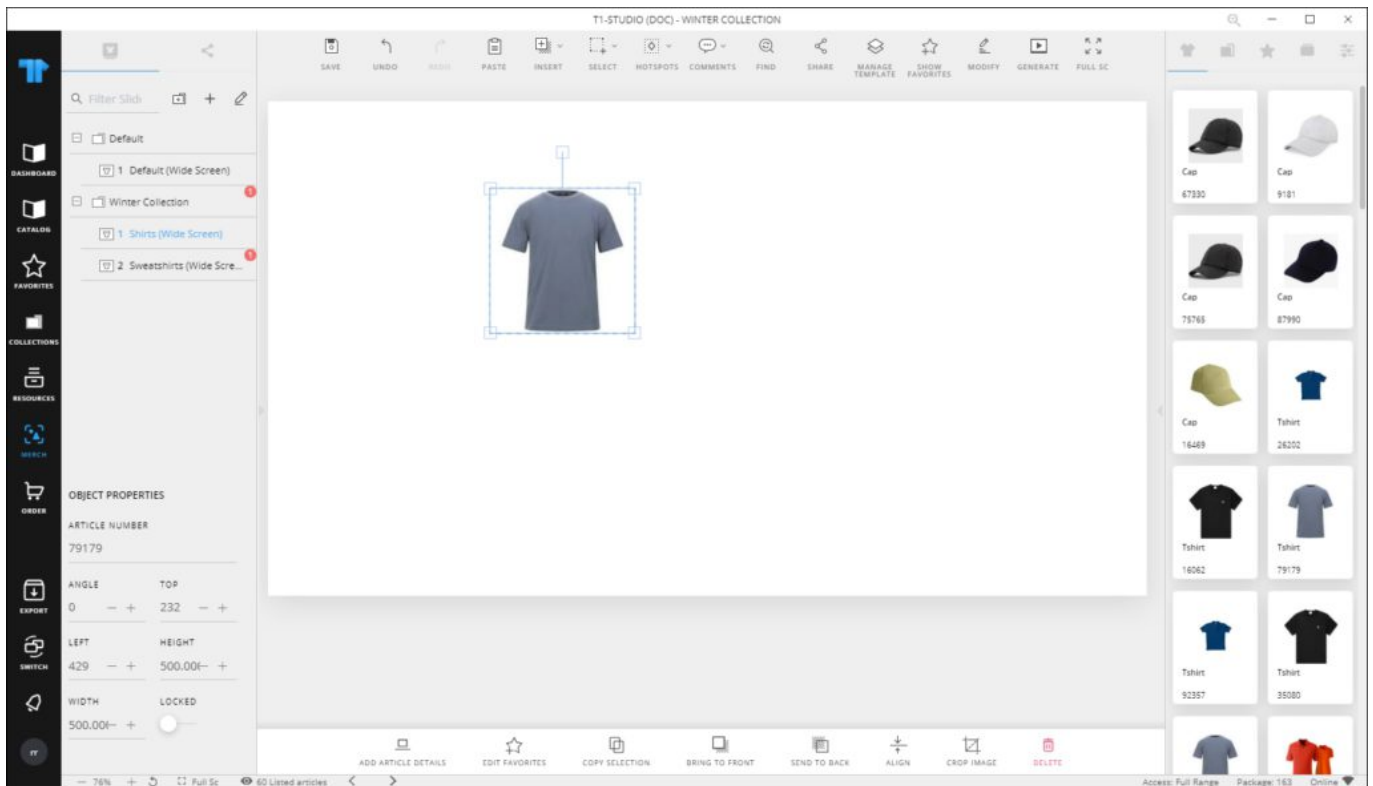 T1-STUDIO (DOC) - WINTER COLLECTION
SAVE
UNDO
REDO
PASTE
INSERT
SELECT
HOTSPOTS
COMMENTS
FIND
SHARE
MANAGE TEMPLATE
SHOW FAVORITES
MODIFY
GENERATE
FULL SC
DASHBOARD
CATALOG
FAVORITES
COLLECTIONS
RESOURCES
MERCH
ORDER
EXPORT
SWITCH
Filter Slid
Default
1 Default (Wide Screen)
1
Winter Collection
1 Shirts (Wide Screen)
1
2 Sweatshirts (Wide Scre...
OBJECT PROPERTIES
ARTICLE NUMBER
79179
ANGLE TOP
0 − + 232 − +
LEFT HEIGHT
429 − + 500.00 − +
WIDTH LOCKED
500.00 − +
Cap
67330
Cap
9181
Cap
75765
Cap
87990
Cap
16469
Tshirt
26202
Tshirt
16062
Tshirt
79179
Tshirt
92357
Tshirt
35080
ADD ARTICLE DETAILS
EDIT FAVORITES
COPY SELECTION
BRING TO FRONT
SEND TO BACK
ALIGN
CROP IMAGE
DELETE
− 76% + Full Sc 60 Listed articles < > Access: Full Range Package: 163 Online